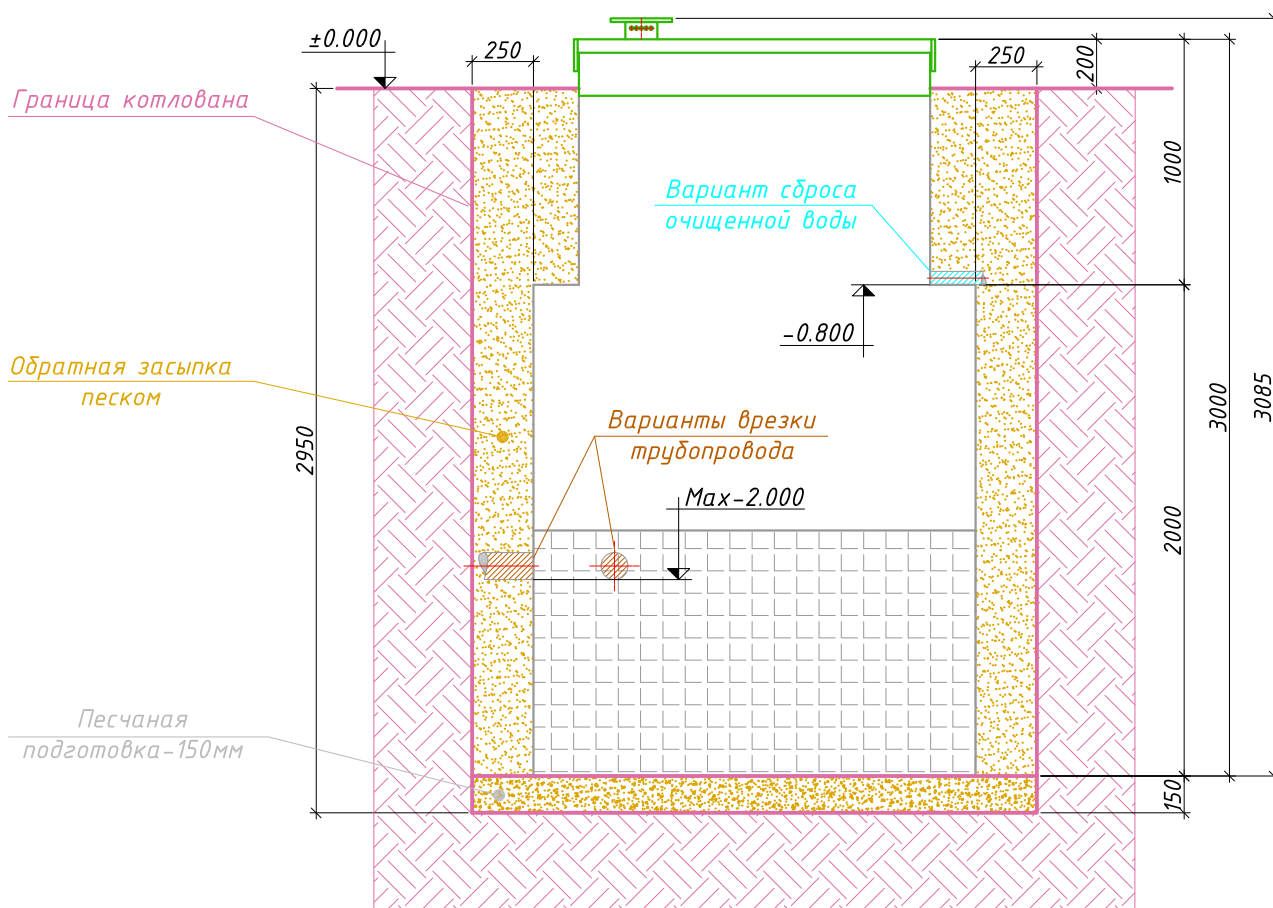 ±0.000
250
250
200
Граница котлована
1000
Вариант сброса
очищенной воды
-0.800
Обратная засыпка
песком
3000
3085
Варианты врезки
трубопровода
2950
Max-2.000
2000
Песчаная
подготовка-150мм
150